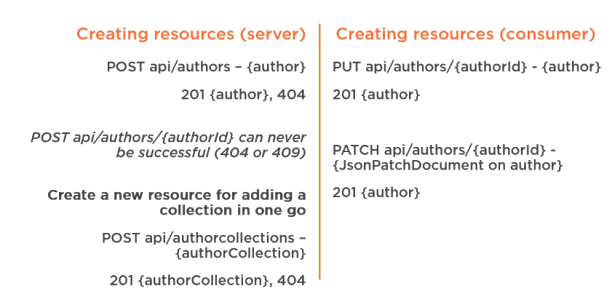 Creating resources (server)
POST api/authors – {author}
201 {author}, 404
POST api/authors/{authorId} can never
be successful (404 or 409)
Create a new resource for adding a
collection in one go
POST api/authorcollections –
{authorCollection}
201 {authorCollection}, 404
Creating resources (consumer)
PUT api/authors/{authorId} - {author}
201 {author}
PATCH api/authors/{authorId} -
{JsonPatchDocument on author}
201 {author}